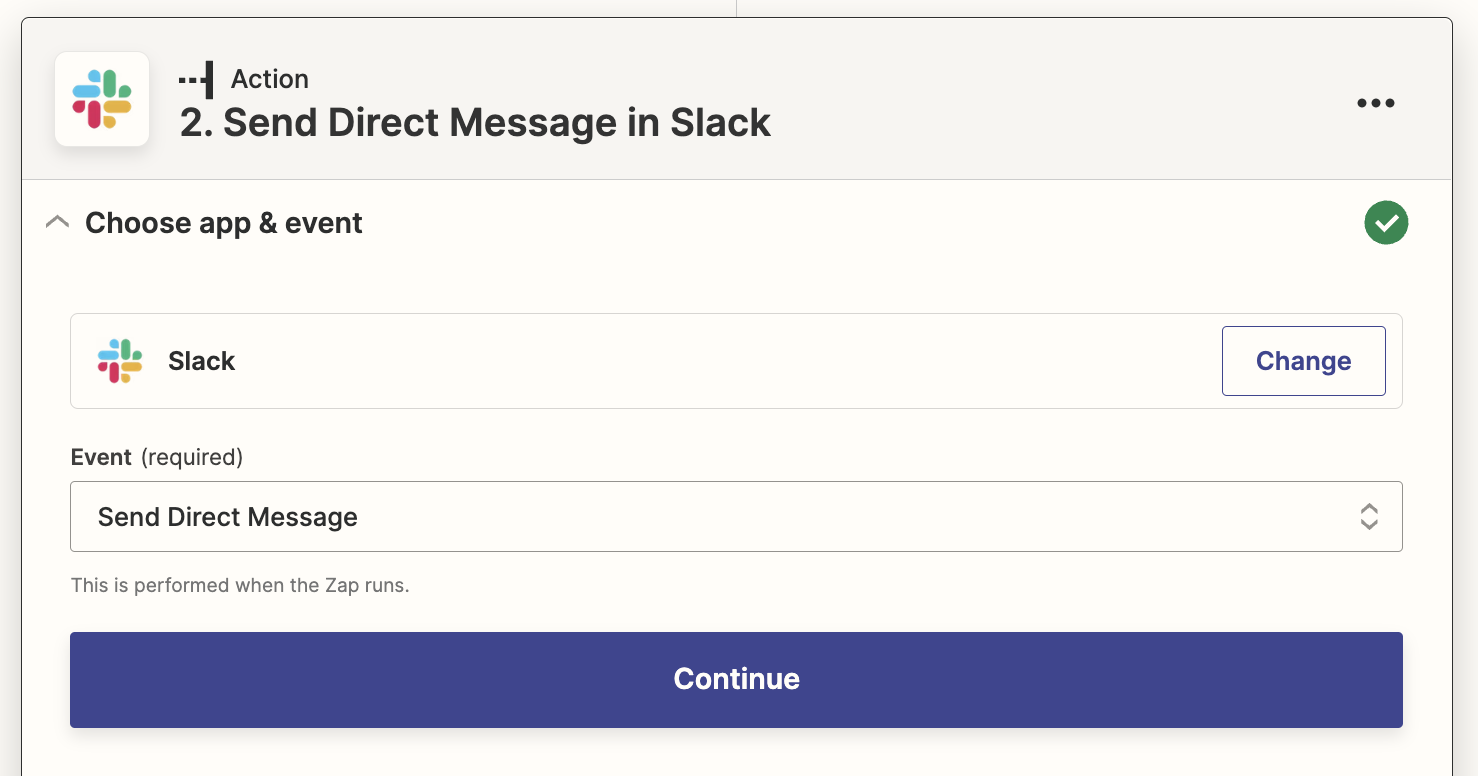 Action
2. Send Direct Message in Slack
Choose app & event
Slack
Change
Event (required)
Send Direct Message
This is performed when the Zap runs.
Continue